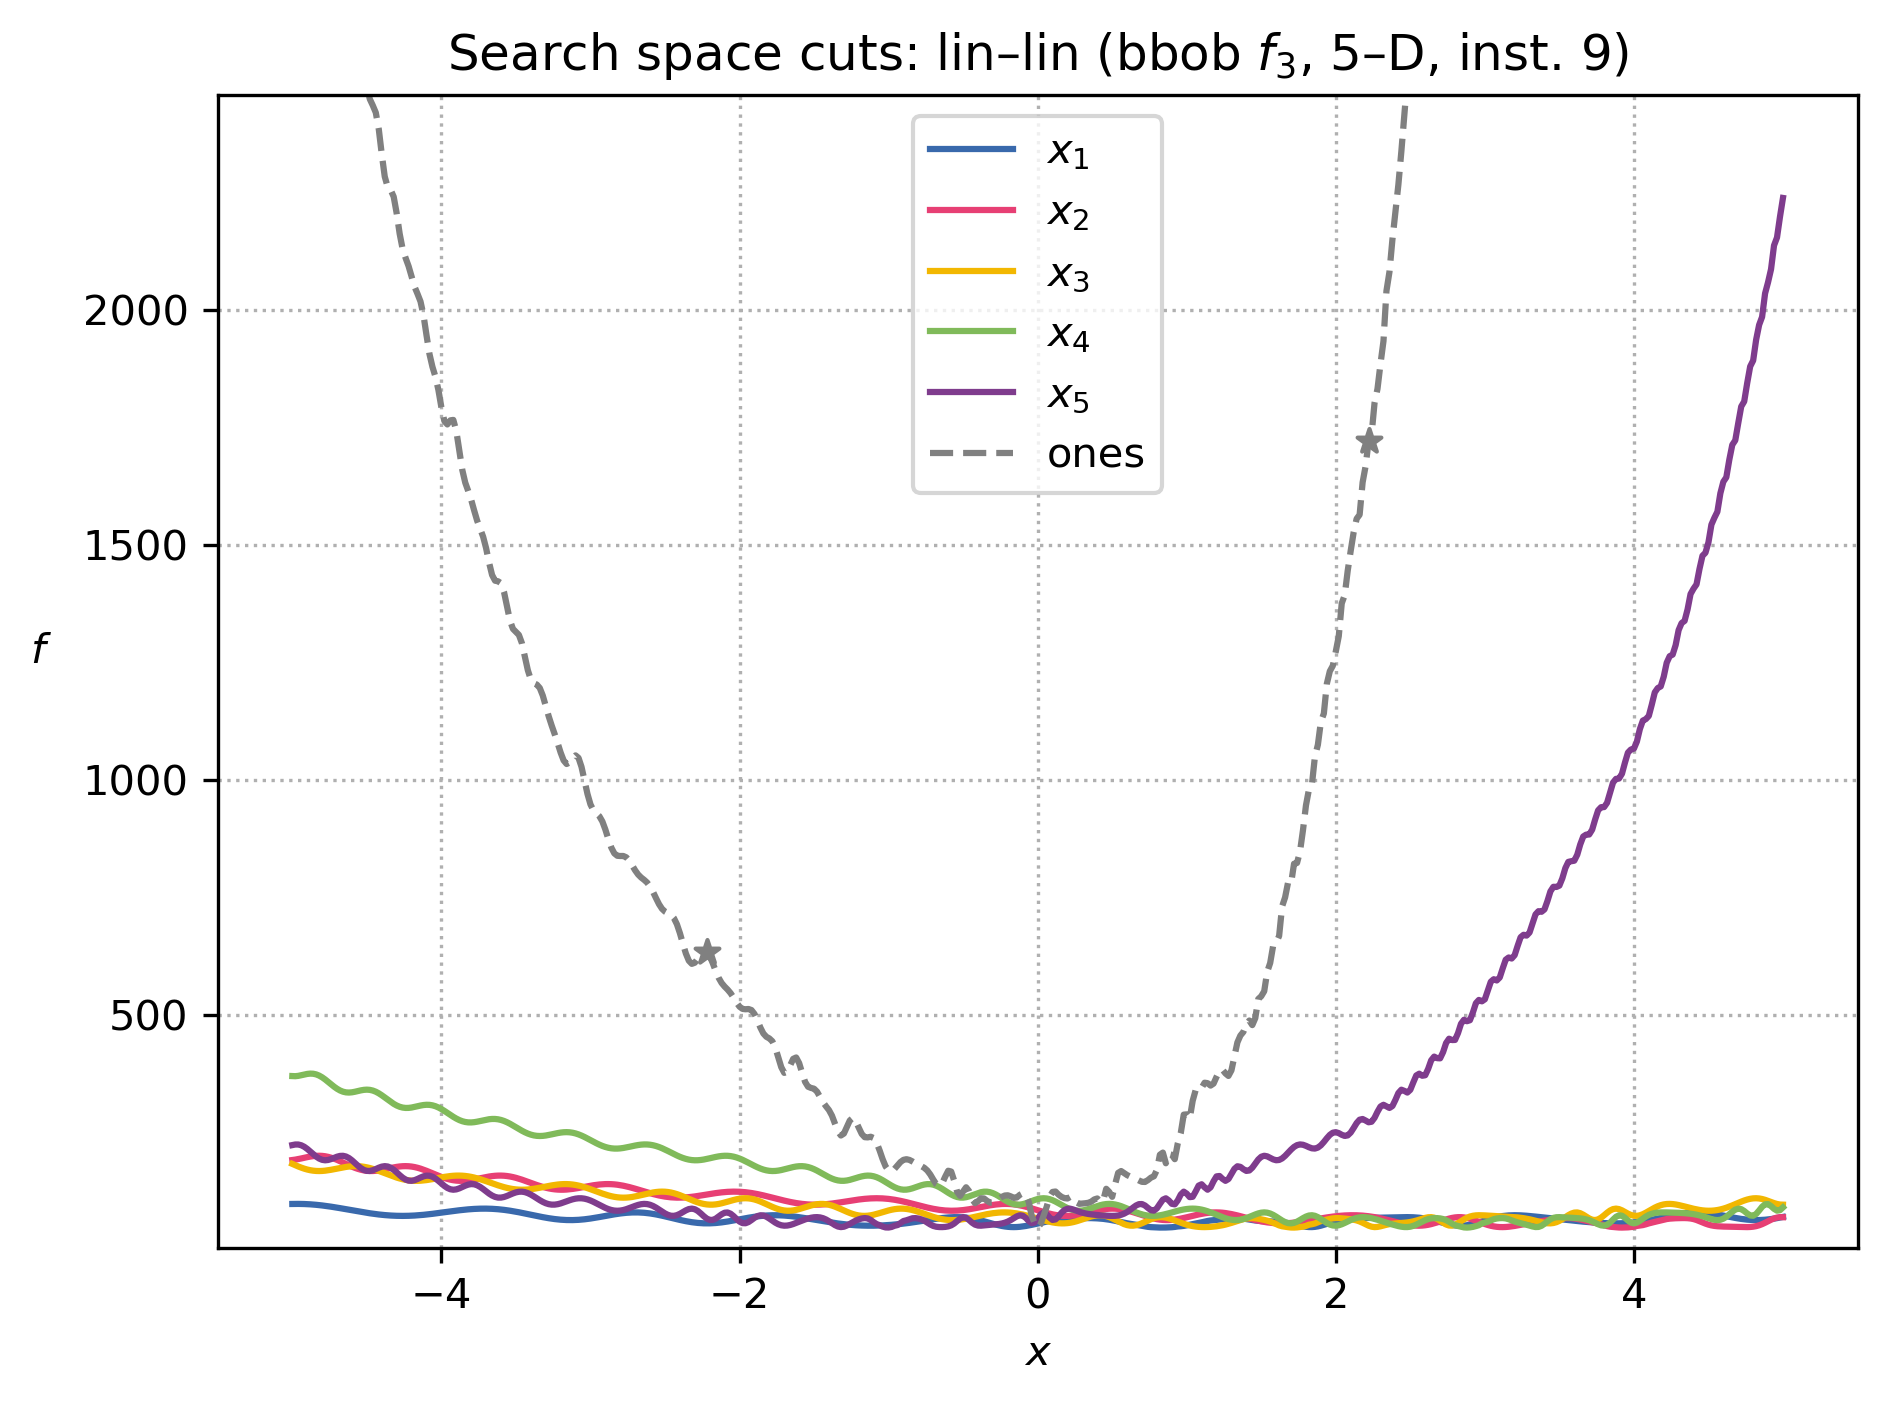 Search space cuts: lin–lin (bbob f₃, 5–D, inst. 9)
x₁
x₂
x₃
x₄
x₅
ones
2000
1500
1000
500
f
−4 −2 0 2 4
x